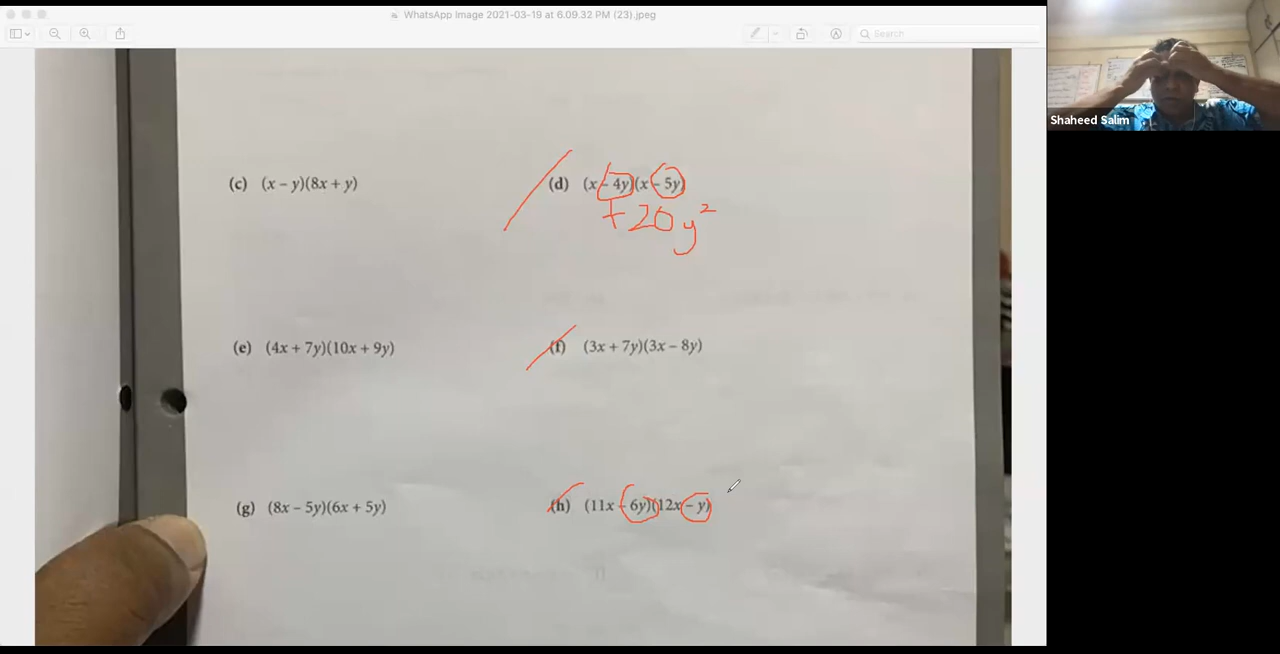 WhatsApp Image 2021-03-19 at 6.09.32 PM (23).jpeg
Search
Shaheed Salim
(c) (x – y)(8x + y)
(d) (x – 4y)(x – 5y)
+20y²
(e) (4x + 7y)(10x + 9y)
(f) (3x + 7y)(3x – 8y)
(g) (8x – 5y)(6x + 5y)
(h) (11x – 6y)(12x – y)